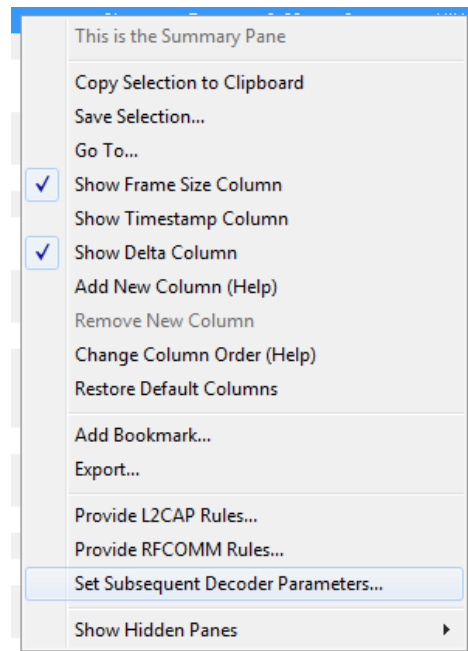 This is the Summary Pane
Copy Selection to Clipboard
Save Selection...
Go To...
Show Frame Size Column
Show Timestamp Column
Show Delta Column
Add New Column (Help)
Remove New Column
Change Column Order (Help)
Restore Default Columns
Add Bookmark...
Export...
Provide L2CAP Rules...
Provide RFCOMM Rules...
Set Subsequent Decoder Parameters...
Show Hidden Panes